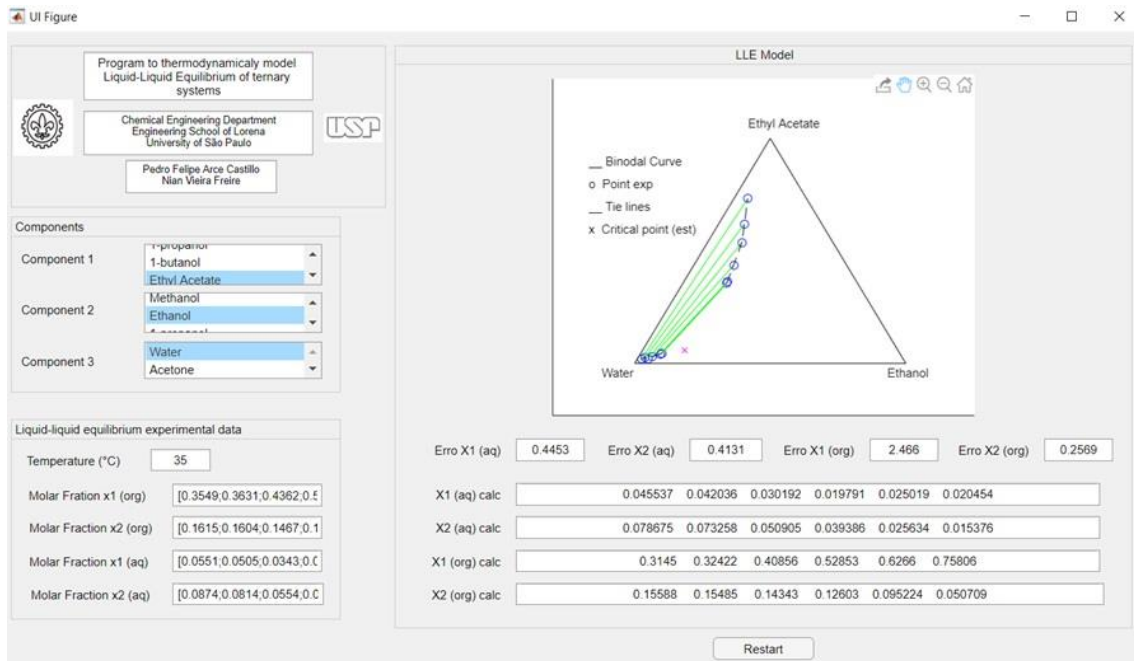 UI Figure
Program to thermodynamicaly model
Liquid-Liquid Equilibrium of ternary
systems
Chemical Engineering Department
Engineering School of Lorena
University of São Paulo
USP
Pedro Felipe Arce Castillo
Nian Vieira Freire
Components
Component 1
1-propanol
1-butanol
Ethyl Acetate
Component 2
Methanol
Ethanol
Component 3
Water
Acetone
Liquid-liquid equilibrium experimental data
Temperature (°C) 35
Molar Fration x1 (org) [0.3549;0.3631;0.4362;0.5
Molar Fraction x2 (org) [0.1615;0.1604;0.1467;0.1
Molar Fraction x1 (aq) [0.0551;0.0505;0.0343;0.0
Molar Fraction x2 (aq) [0.0874;0.0814;0.0554;0.0
LLE Model
Ethyl Acetate
__ Binodal Curve
o Point exp
__ Tie lines
x Critical point (est)
Water
Ethanol
Erro X1 (aq) 0.4453 Erro X2 (aq) 0.4131 Erro X1 (org) 2.466 Erro X2 (org) 0.2569
X1 (aq) calc 0.045537 0.042036 0.030192 0.019791 0.025019 0.020454
X2 (aq) calc 0.078675 0.073258 0.050905 0.039386 0.025634 0.015376
X1 (org) calc 0.3145 0.32422 0.40856 0.52853 0.6266 0.75806
X2 (org) calc 0.15588 0.15485 0.14343 0.12603 0.095224 0.050709
Restart